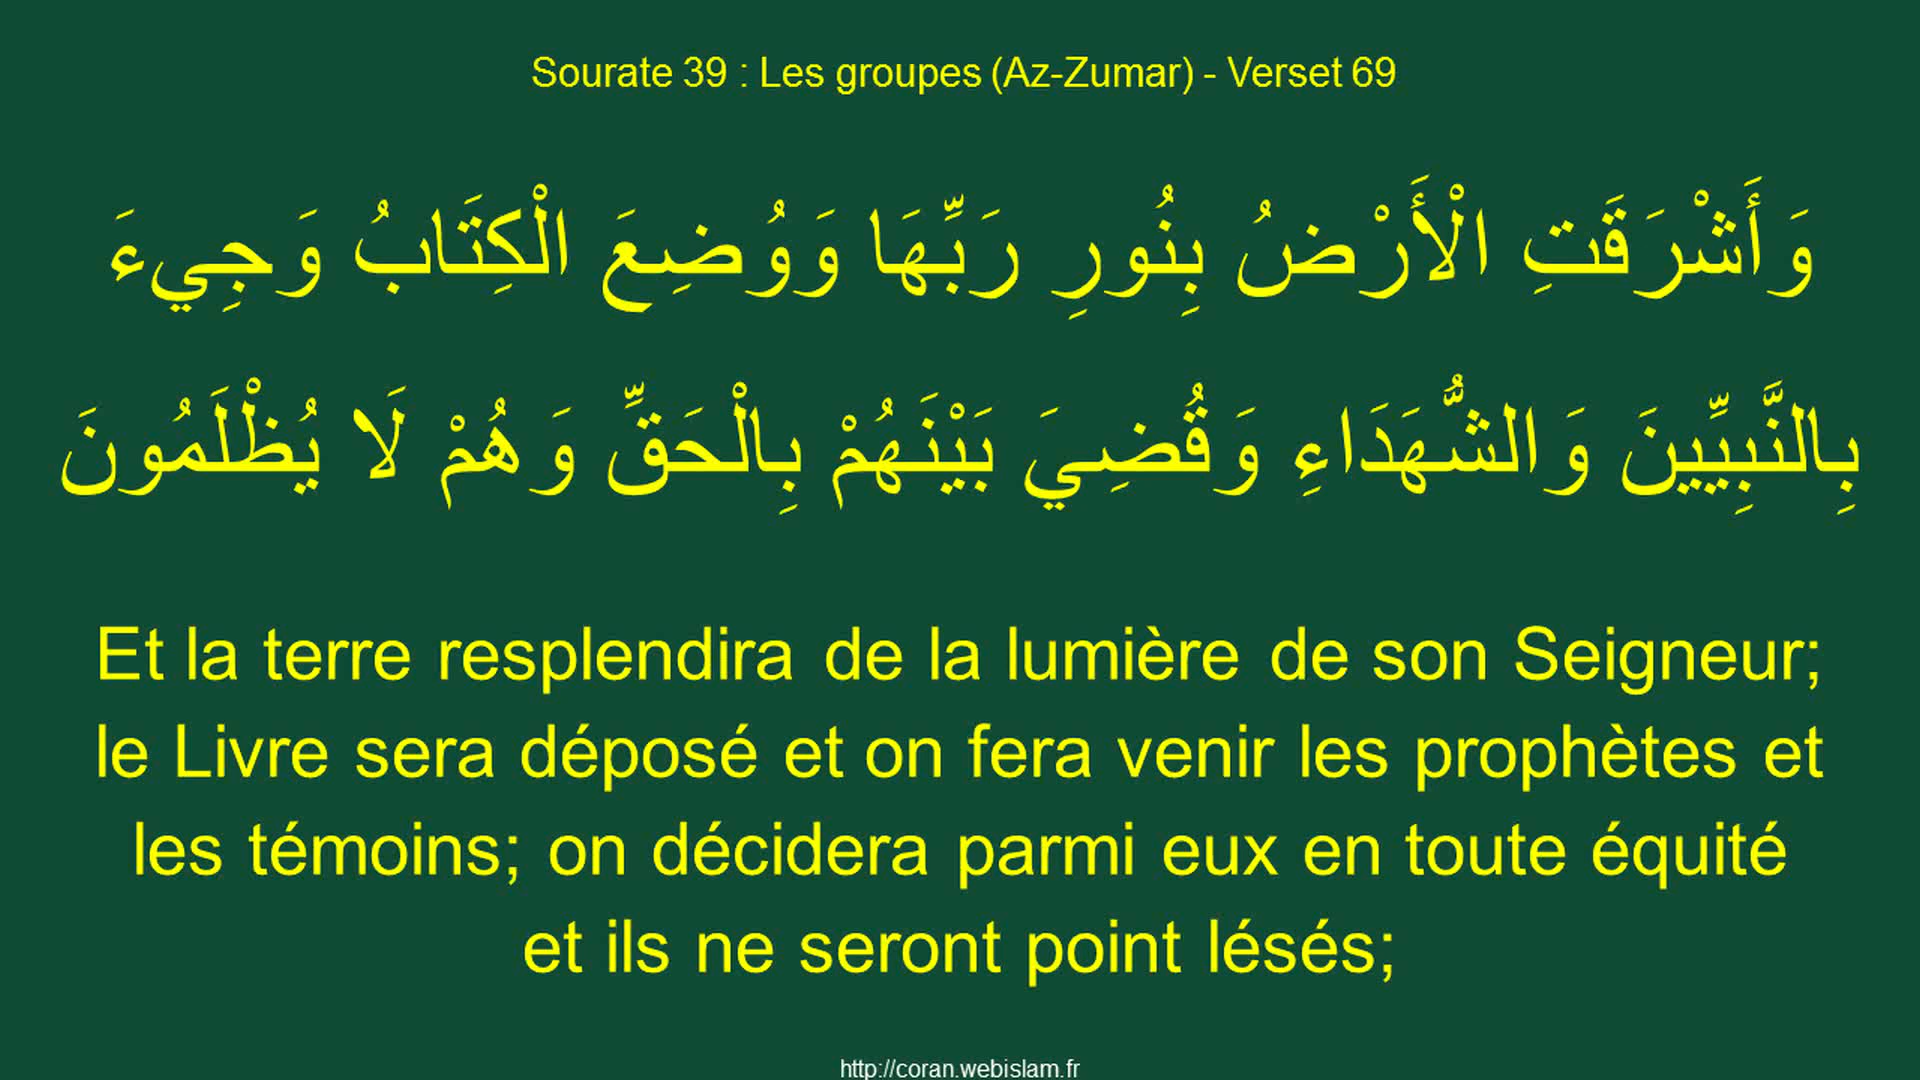 Sourate 39 : Les groupes (Az-Zumar) - Verset 69
وَأَشْرَقَتِ الْأَرْضُ بِنُورِ رَبِّهَا وَوُضِعَ الْكِتَابُ وَجِيءَ
بِالنَّبِيِّينَ وَالشُّهَدَاءِ وَقُضِيَ بَيْنَهُمْ بِالْحَقِّ وَهُمْ لَا يُظْلَمُونَ
Et la terre resplendira de la lumière de son Seigneur;
le Livre sera déposé et on fera venir les prophètes et
les témoins; on décidera parmi eux en toute équité
et ils ne seront point lésés;
http://coran.webislam.fr